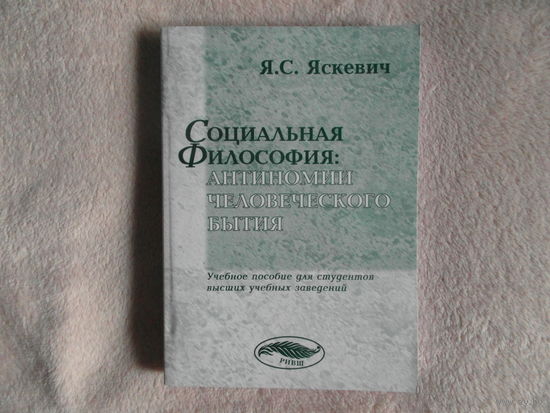 Я.С. Яскевич
Социальная
Философия:
АНТИНОМИИ
ЧЕЛОВЕЧЕСКОГО
БЫТИЯ
Учебное пособие для студентов
высших учебных заведений
РИВШ